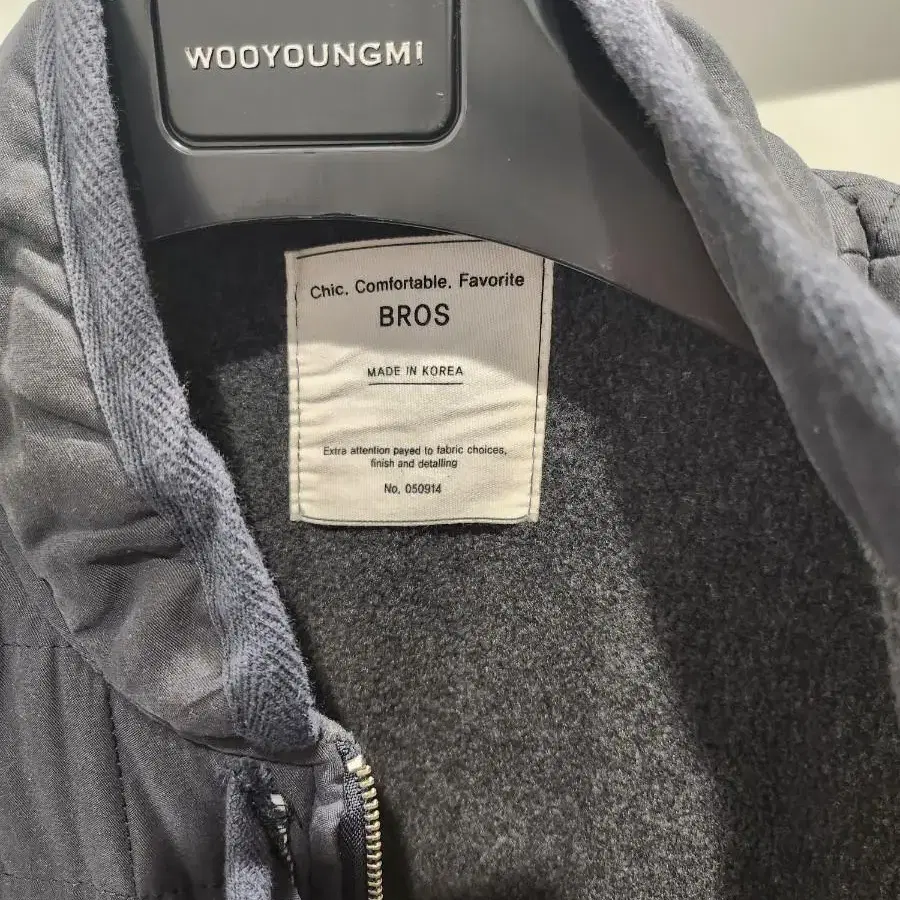 WOOYOUNGMI
Chic. Comfortable. Favorite
BROS
MADE IN KOREA
Extra attention payed to fabric choices,
finish and detailing
No. 050914